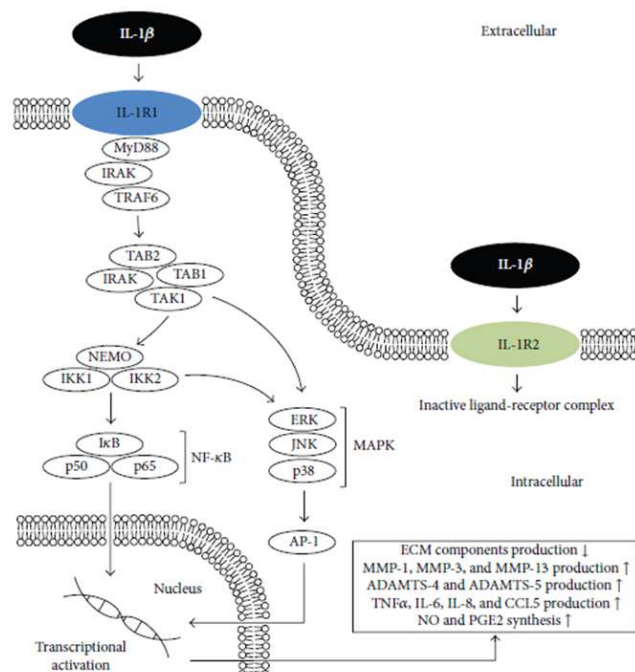 IL-1β
Extracellular
IL-1R1
MyD88
IRAK
TRAF6
TAB2
IRAK
TAB1
TAK1
IL-1β
IL-1R2
Inactive ligand-receptor complex
NEMO
IKK1
IKK2
ERK
JNK
p38
MAPK
IκB
p50
p65
NF-κB
Intracellular
AP-1
Nucleus
Transcriptional
activation
ECM components production ↓
MMP-1, MMP-3, and MMP-13 production ↑
ADAMTS-4 and ADAMTS-5 production ↑
TNFα, IL-6, IL-8, and CCL5 production ↑
NO and PGE2 synthesis ↑